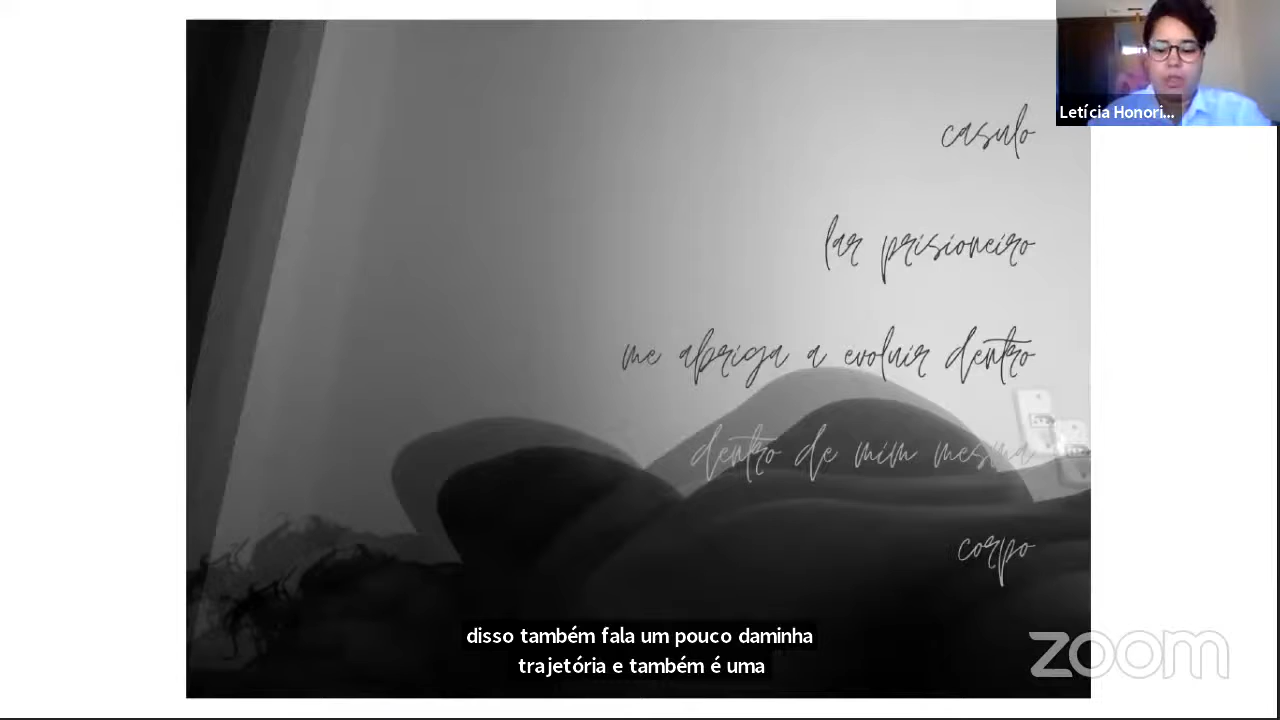 Letícia Honori...
casulo
lar prisioneiro
me abriga a evoluir dentro
dentro de mim mesma
corpo
disso também fala um pouco daminha
trajetória e também é uma
zoom